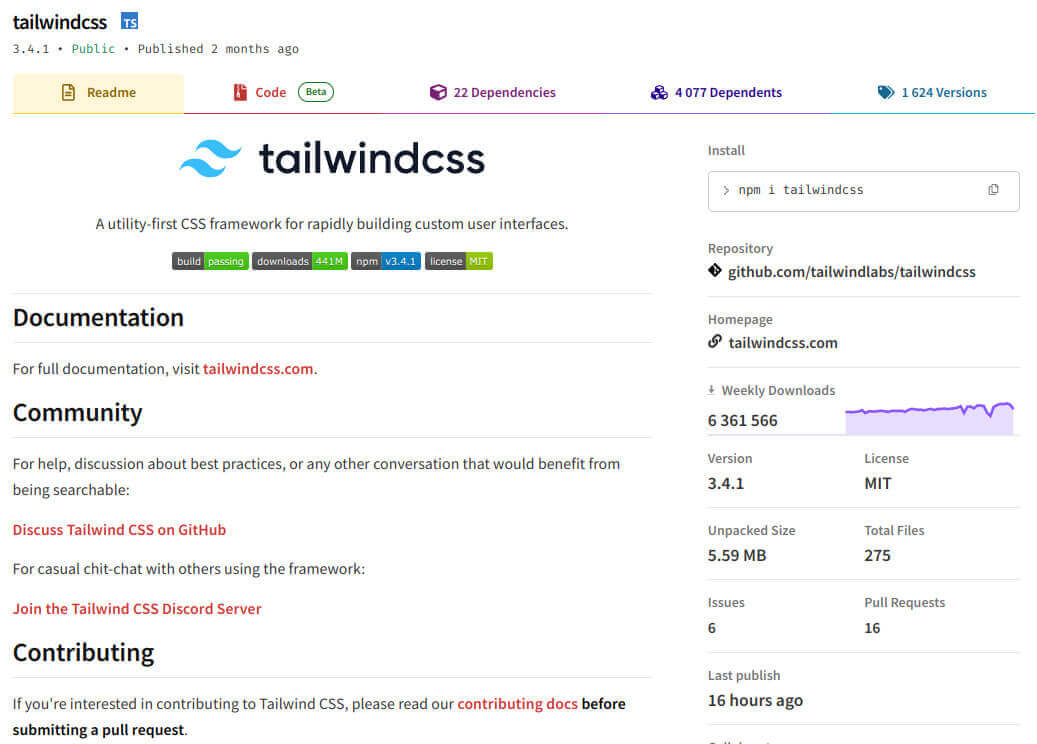 tailwindcss TS
3.4.1 • Public • Published 2 months ago
Readme
Code Beta
22 Dependencies
4 077 Dependents
1 624 Versions
tailwindcss
A utility-first CSS framework for rapidly building custom user interfaces.
build passing downloads 441M npm v3.4.1 license MIT
Documentation
For full documentation, visit tailwindcss.com.
Community
For help, discussion about best practices, or any other conversation that would benefit from
being searchable:
Discuss Tailwind CSS on GitHub
For casual chit-chat with others using the framework:
Join the Tailwind CSS Discord Server
Contributing
If you're interested in contributing to Tailwind CSS, please read our contributing docs before
submitting a pull request.
Install
> npm i tailwindcss
Repository
github.com/tailwindlabs/tailwindcss
Homepage
tailwindcss.com
Weekly Downloads
6 361 566
Version
3.4.1
License
MIT
Unpacked Size
5.59 MB
Total Files
275
Issues
6
Pull Requests
16
Last publish
16 hours ago